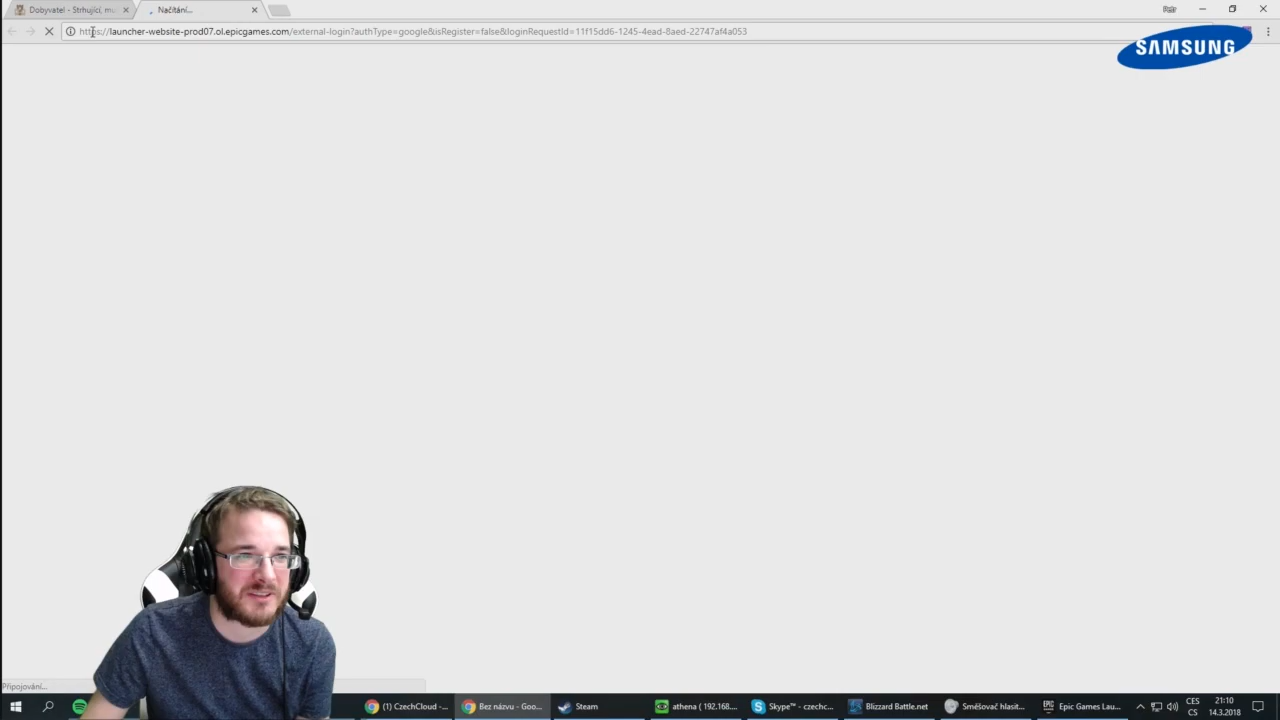 Dobyvatel - Strhující, mu
Načítání...
Petr
https://launcher-website-prod07.ol.epicgames.com/external-login?authType=google&isRegister=false&loginRequestId=11f15dd6-1245-4ead-8aed-22747af4a053
SAMSUNG
Připojování...
(1) CzechCloud -...
Bez názvu - Goo...
Steam
athena ( 192.168....
Skype™ - czechc...
Blizzard Battle.net
Směšovač hlasit...
EPIC
Epic Games Lau...
CES
CS
21:10
14.3.2018